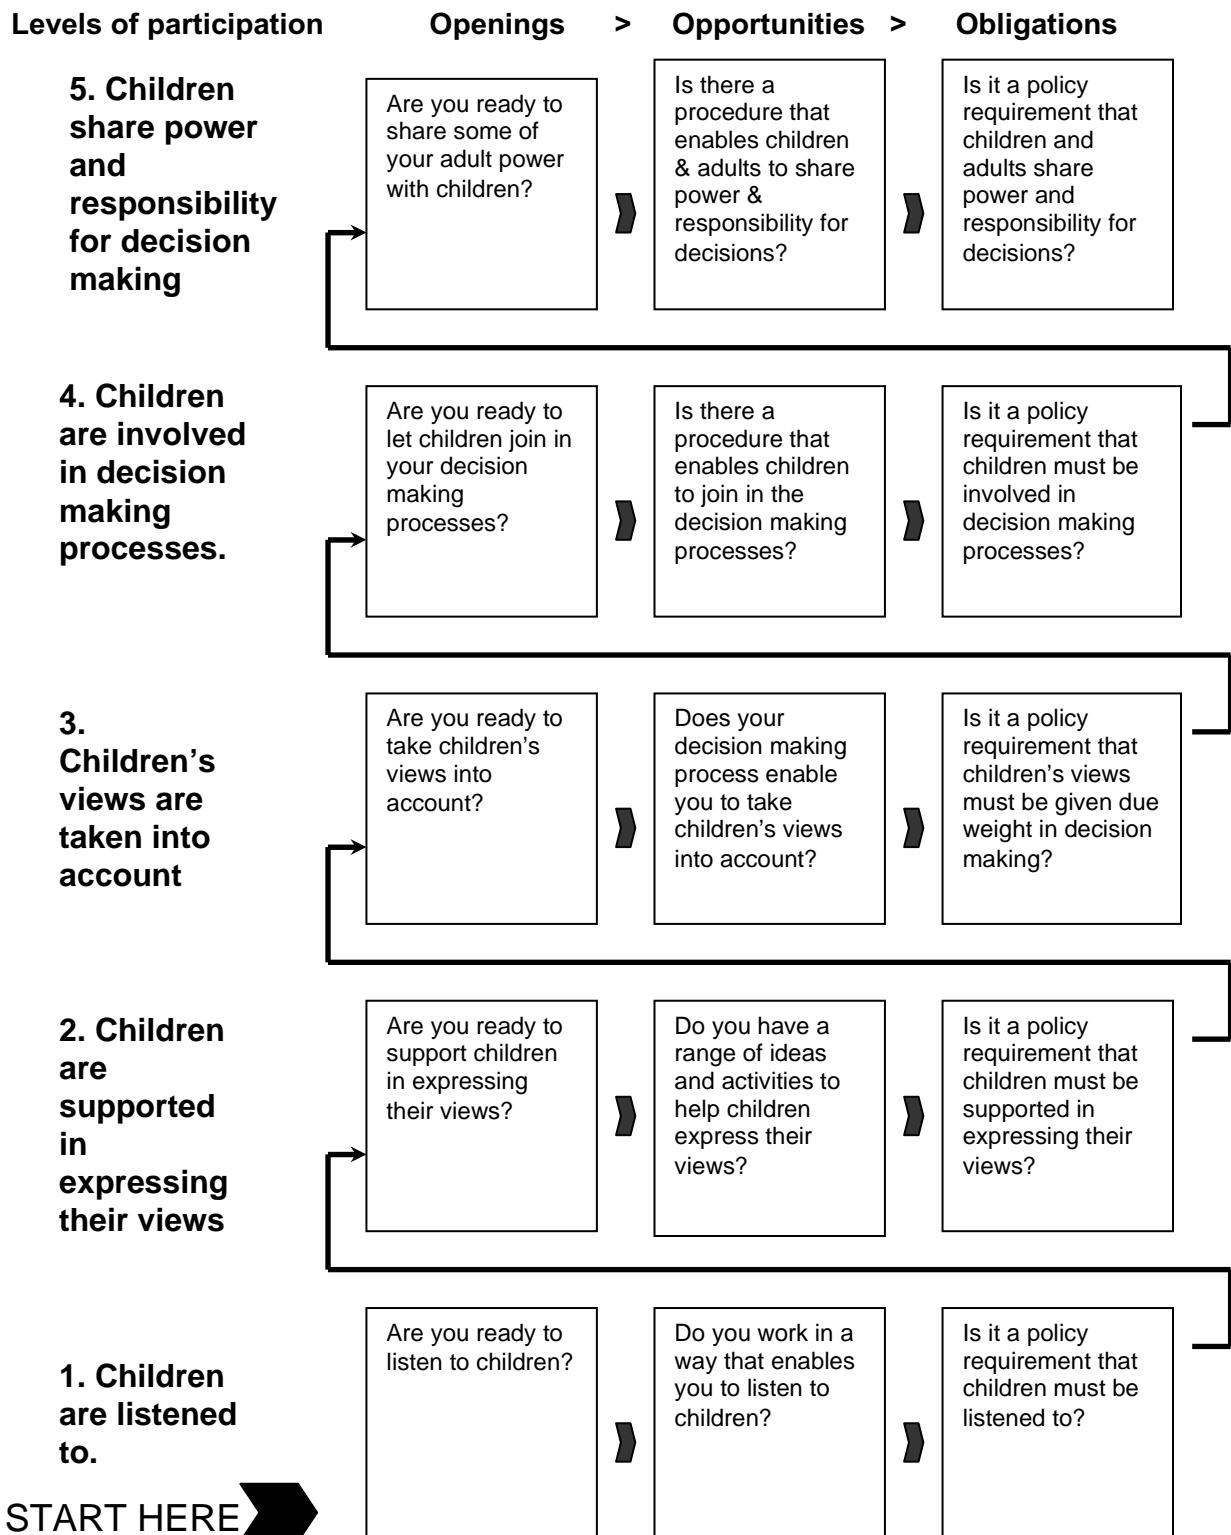 Levels of participation Openings > Opportunities > Obligations
5. Children
share power
and
responsibility
for decision
making
Are you ready to
share some of
your adult power
with children?
Is there a
procedure that
enables children
& adults to share
power &
responsibility for
decisions?
Is it a policy
requirement that
children and
adults share
power and
responsibility for
decisions?
4. Children
are involved
in decision
making
processes.
Are you ready to
let children join in
your decision
making
processes?
Is there a
procedure that
enables children
to join in the
decision making
processes?
Is it a policy
requirement that
children must be
involved in
decision making
processes?
3.
Children’s
views are
taken into
account
Are you ready to
take children’s
views into
account?
Does your
decision making
process enable
you to take
children’s views
into account?
Is it a policy
requirement that
children’s views
must be given due
weight in decision
making?
2. Children
are
supported
in
expressing
their views
Are you ready to
support children
in expressing
their views?
Do you have a
range of ideas
and activities to
help children
express their
views?
Is it a policy
requirement that
children must be
supported in
expressing their
views?
1. Children
are listened
to.
Are you ready to
listen to children?
Do you work in a
way that enables
you to listen to
children?
Is it a policy
requirement that
children must be
listened to?
START HERE